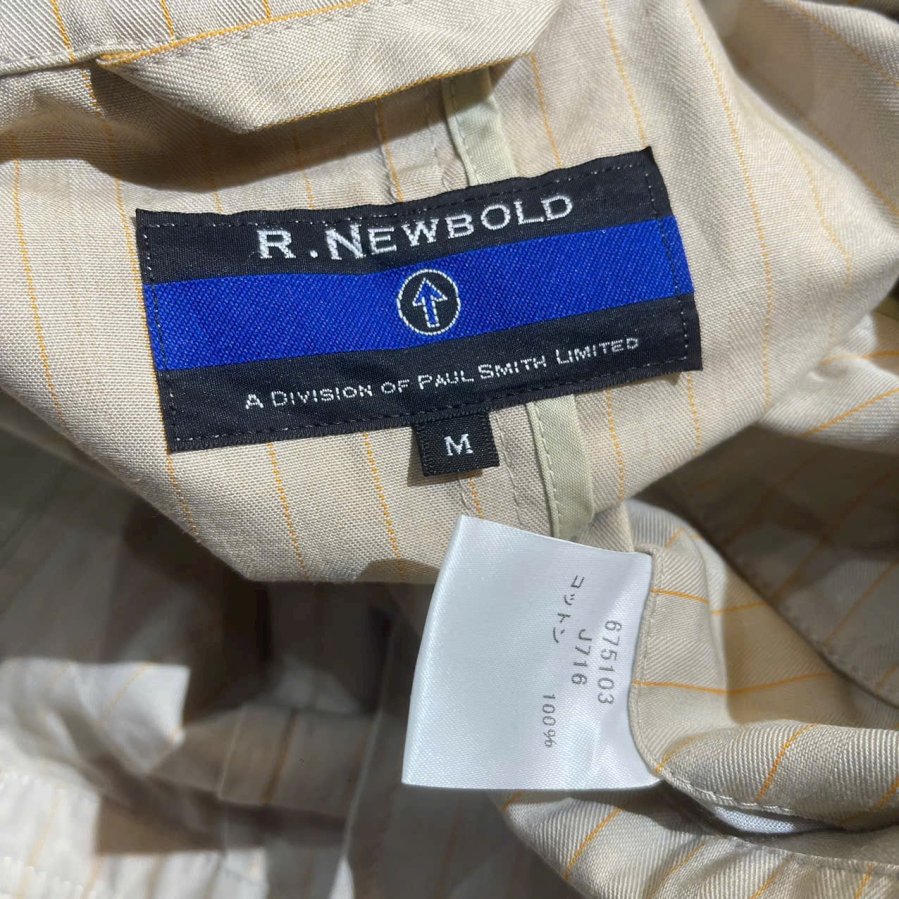 R. NEWBOLD
A DIVISION OF PAUL SMITH LIMITED
M
675103
J716
コットン 100%